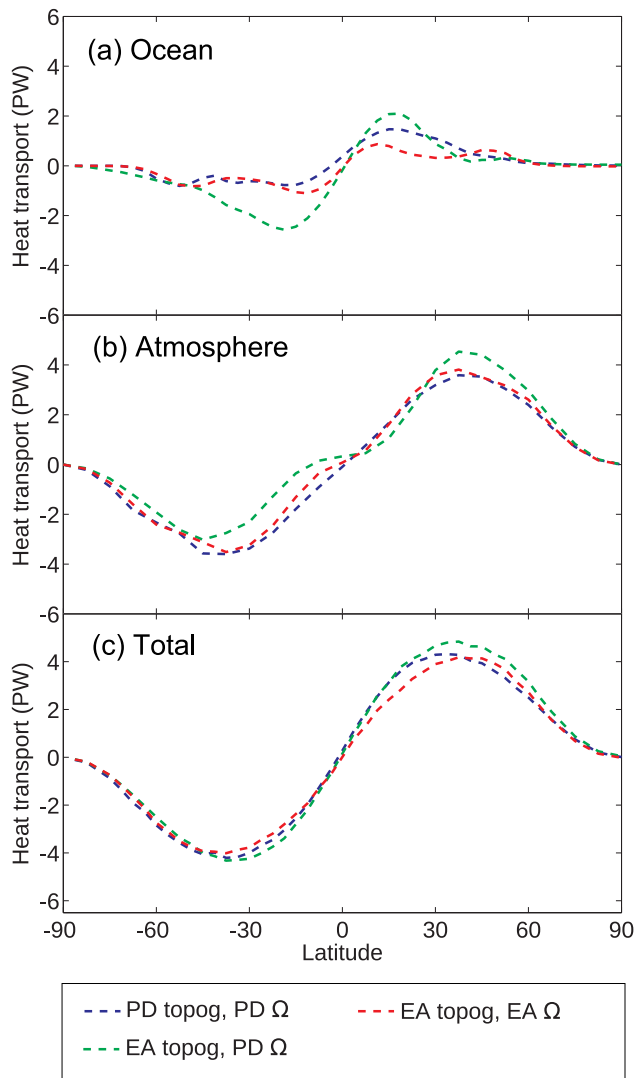 6
(a) Ocean
4
2
0
-2
-4
-6
Heat transport (PW)
(b) Atmosphere
4
2
0
-2
-4
-6
Heat transport (PW)
(c) Total
4
2
0
-2
-4
-6
Heat transport (PW)
-90 -60 -30 0 30 60 90
Latitude
PD topog, PD Ω
EA topog, EA Ω
EA topog, PD Ω